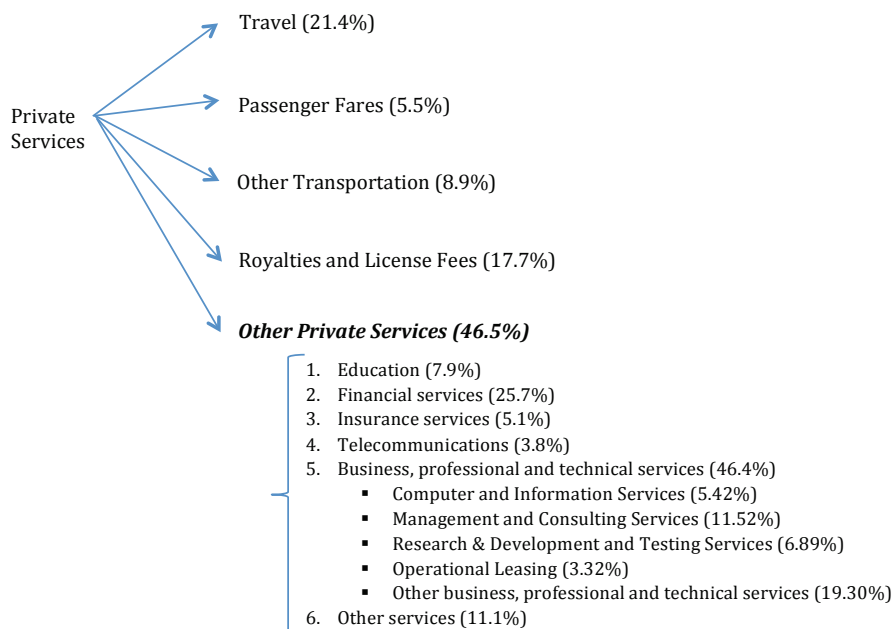 Travel (21.4%)
Private
Services
Passenger Fares (5.5%)
Other Transportation (8.9%)
Royalties and License Fees (17.7%)
Other Private Services (46.5%)
1. Education (7.9%)
2. Financial services (25.7%)
3. Insurance services (5.1%)
4. Telecommunications (3.8%)
5. Business, professional and technical services (46.4%)
▪ Computer and Information Services (5.42%)
▪ Management and Consulting Services (11.52%)
▪ Research & Development and Testing Services (6.89%)
▪ Operational Leasing (3.32%)
▪ Other business, professional and technical services (19.30%)
6. Other services (11.1%)